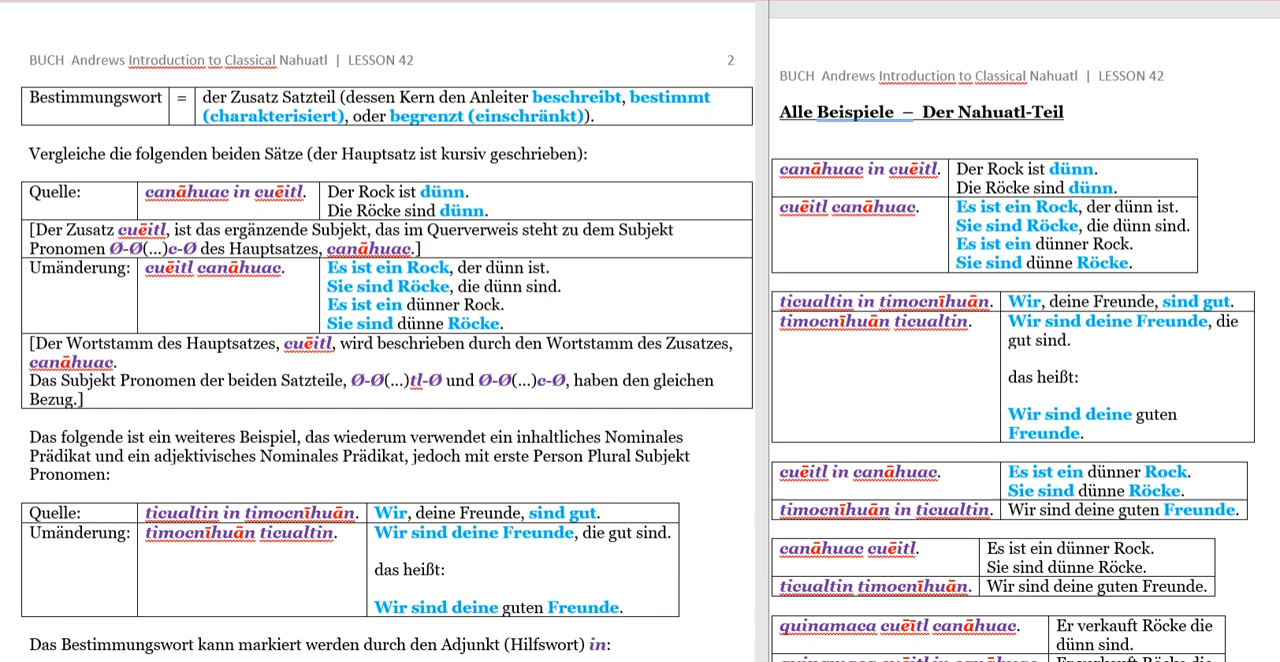 BUCH Andrews Introduction to Classical Nahuatl | LESSON 42 2
Bestimmungswort = der Zusatz Satzteil (dessen Kern den Anleiter beschreibt, bestimmt
(charakterisiert), oder begrenzt (einschränkt)).
Vergleiche die folgenden beiden Sätze (der Hauptsatz ist kursiv geschrieben):
Quelle: canāhuac in cuēitl. Der Rock ist dünn.
Die Röcke sind dünn.
[Der Zusatz cuēitl, ist das ergänzende Subjekt, das im Querverweis steht zu dem Subjekt
Pronomen Ø-Ø(...)c-Ø des Hauptsatzes, canāhuac.]
Umänderung: cuēitl canāhuac. Es ist ein Rock, der dünn ist.
Sie sind Röcke, die dünn sind.
Es ist ein dünner Rock.
Sie sind dünne Röcke.
[Der Wortstamm des Hauptsatzes, cuēitl, wird beschrieben durch den Wortstamm des Zusatzes,
canāhuac.
Das Subjekt Pronomen der beiden Satzteile, Ø-Ø(...)tl-Ø und Ø-Ø(...)c-Ø, haben den gleichen
Bezug.]
Das folgende ist ein weiteres Beispiel, das wiederum verwendet ein inhaltliches Nominales
Prädikat und ein adjektivisches Nominales Prädikat, jedoch mit erste Person Plural Subjekt
Pronomen:
Quelle: ticualtin in timocnīhuān. Wir, deine Freunde, sind gut.
Umänderung: timocnīhuān ticualtin. Wir sind deine Freunde, die gut sind.
das heißt:
Wir sind deine guten Freunde.
Das Bestimmungswort kann markiert werden durch den Adjunkt (Hilfswort) in:
BUCH Andrews Introduction to Classical Nahuatl | LESSON 42
Alle Beispiele – Der Nahuatl-Teil
canāhuac in cuēitl. Der Rock ist dünn.
Die Röcke sind dünn.
cuēitl canāhuac. Es ist ein Rock, der dünn ist.
Sie sind Röcke, die dünn sind.
Es ist ein dünner Rock.
Sie sind dünne Röcke.
ticualtin in timocnīhuān. Wir, deine Freunde, sind gut.
timocnīhuān ticualtin. Wir sind deine Freunde, die
gut sind.
das heißt:
Wir sind deine guten
Freunde.
cuēitl in canāhuac. Es ist ein dünner Rock.
Sie sind dünne Röcke.
timocnīhuān in ticualtin. Wir sind deine guten Freunde.
canāhuac cuēitl. Es ist ein dünner Rock.
Sie sind dünne Röcke.
ticualtin timocnīhuān. Wir sind deine guten Freunde.
quinamaca cuēītl canāhuac. Er verkauft Röcke die
dünn sind.